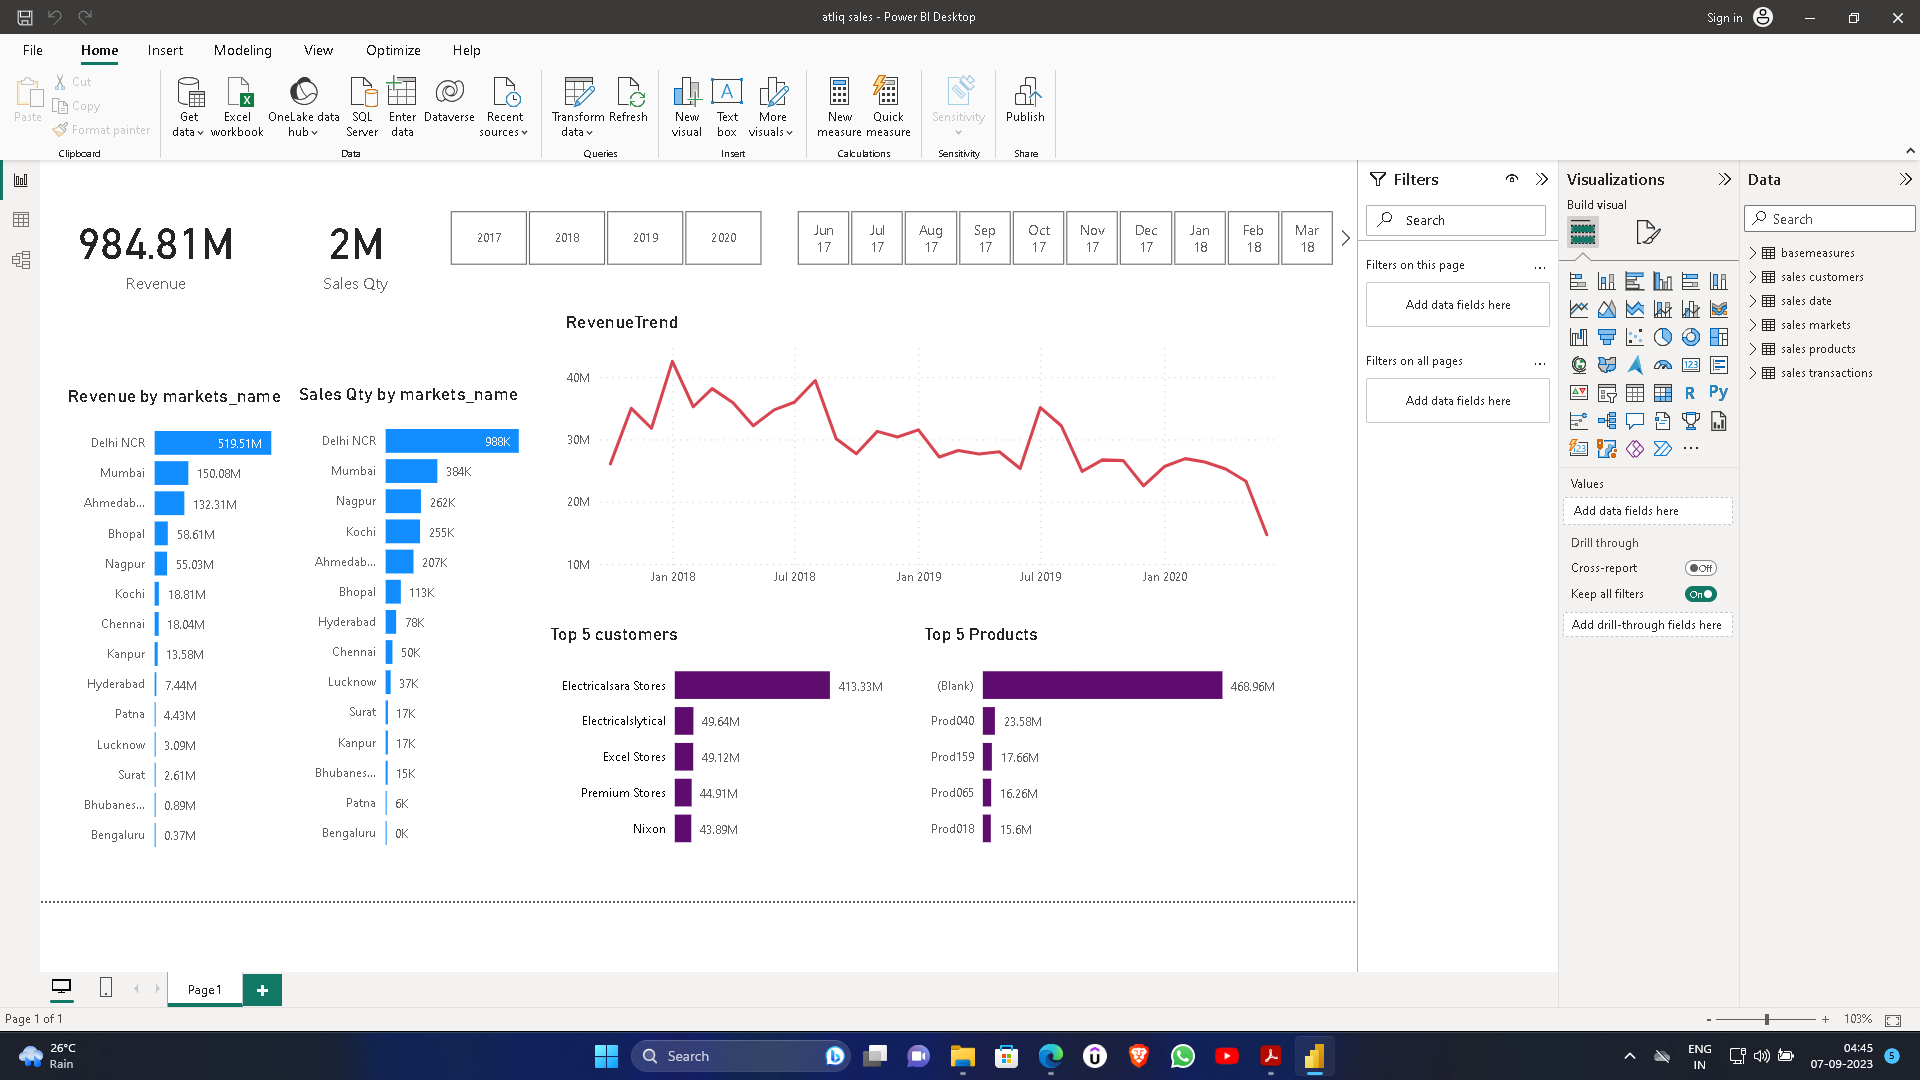 atliq sales - Power BI Desktop
Sign in
File Home Insert Modeling View Optimize Help
Paste
Cut
Copy
Format painter
Clipboard
Get data
Excel workbook
OneLake data hub
SQL Server
Enter data
Dataverse
Recent sources
Data
Transform data
Refresh
Queries
New visual
Text box
More visuals
Insert
New measure
Quick measure
Calculations
Sensitivity
Sensitivity
Publish
Share
984.81M
Revenue
2M
Sales Qty
2017 2018 2019 2020
Jun 17
Jul 17
Aug 17
Sep 17
Oct 17
Nov 17
Dec 17
Jan 18
Feb 18
Mar 18
Revenue by markets_name
Delhi NCR 519.51M
Mumbai 150.08M
Ahmedab... 132.31M
Bhopal 58.61M
Nagpur 55.03M
Kochi 18.81M
Chennai 18.04M
Kanpur 13.58M
Hyderabad 7.44M
Patna 4.43M
Lucknow 3.09M
Surat 2.61M
Bhubanes... 0.89M
Bengaluru 0.37M
Sales Qty by markets_name
Delhi NCR 988K
Mumbai 384K
Nagpur 262K
Kochi 255K
Ahmedab... 207K
Bhopal 113K
Hyderabad 78K
Chennai 50K
Lucknow 37K
Surat 17K
Kanpur 17K
Bhubanes... 15K
Patna 6K
Bengaluru 0K
RevenueTrend
40M
30M
20M
10M
Jan 2018 Jul 2018 Jan 2019 Jul 2019 Jan 2020
Top 5 customers
Electricalsara Stores 413.33M
Electricalslytical 49.64M
Excel Stores 49.12M
Premium Stores 44.91M
Nixon 43.89M
Top 5 Products
(Blank) 468.96M
Prod040 23.58M
Prod159 17.66M
Prod065 16.26M
Prod018 15.6M
Filters
Search
Filters on this page ...
Add data fields here
Filters on all pages ...
Add data fields here
Visualizations
Build visual
123
R Py
123
...
Values
Add data fields here
Drill through
Cross-report Off
Keep all filters On
Add drill-through fields here
Data
Search
basemeasures
sales customers
sales date
sales markets
sales products
sales transactions
Page1 +
Page 1 of 1
- + 103%
26°C
Rain
Search
ENG
IN
04:45
07-09-2023
5